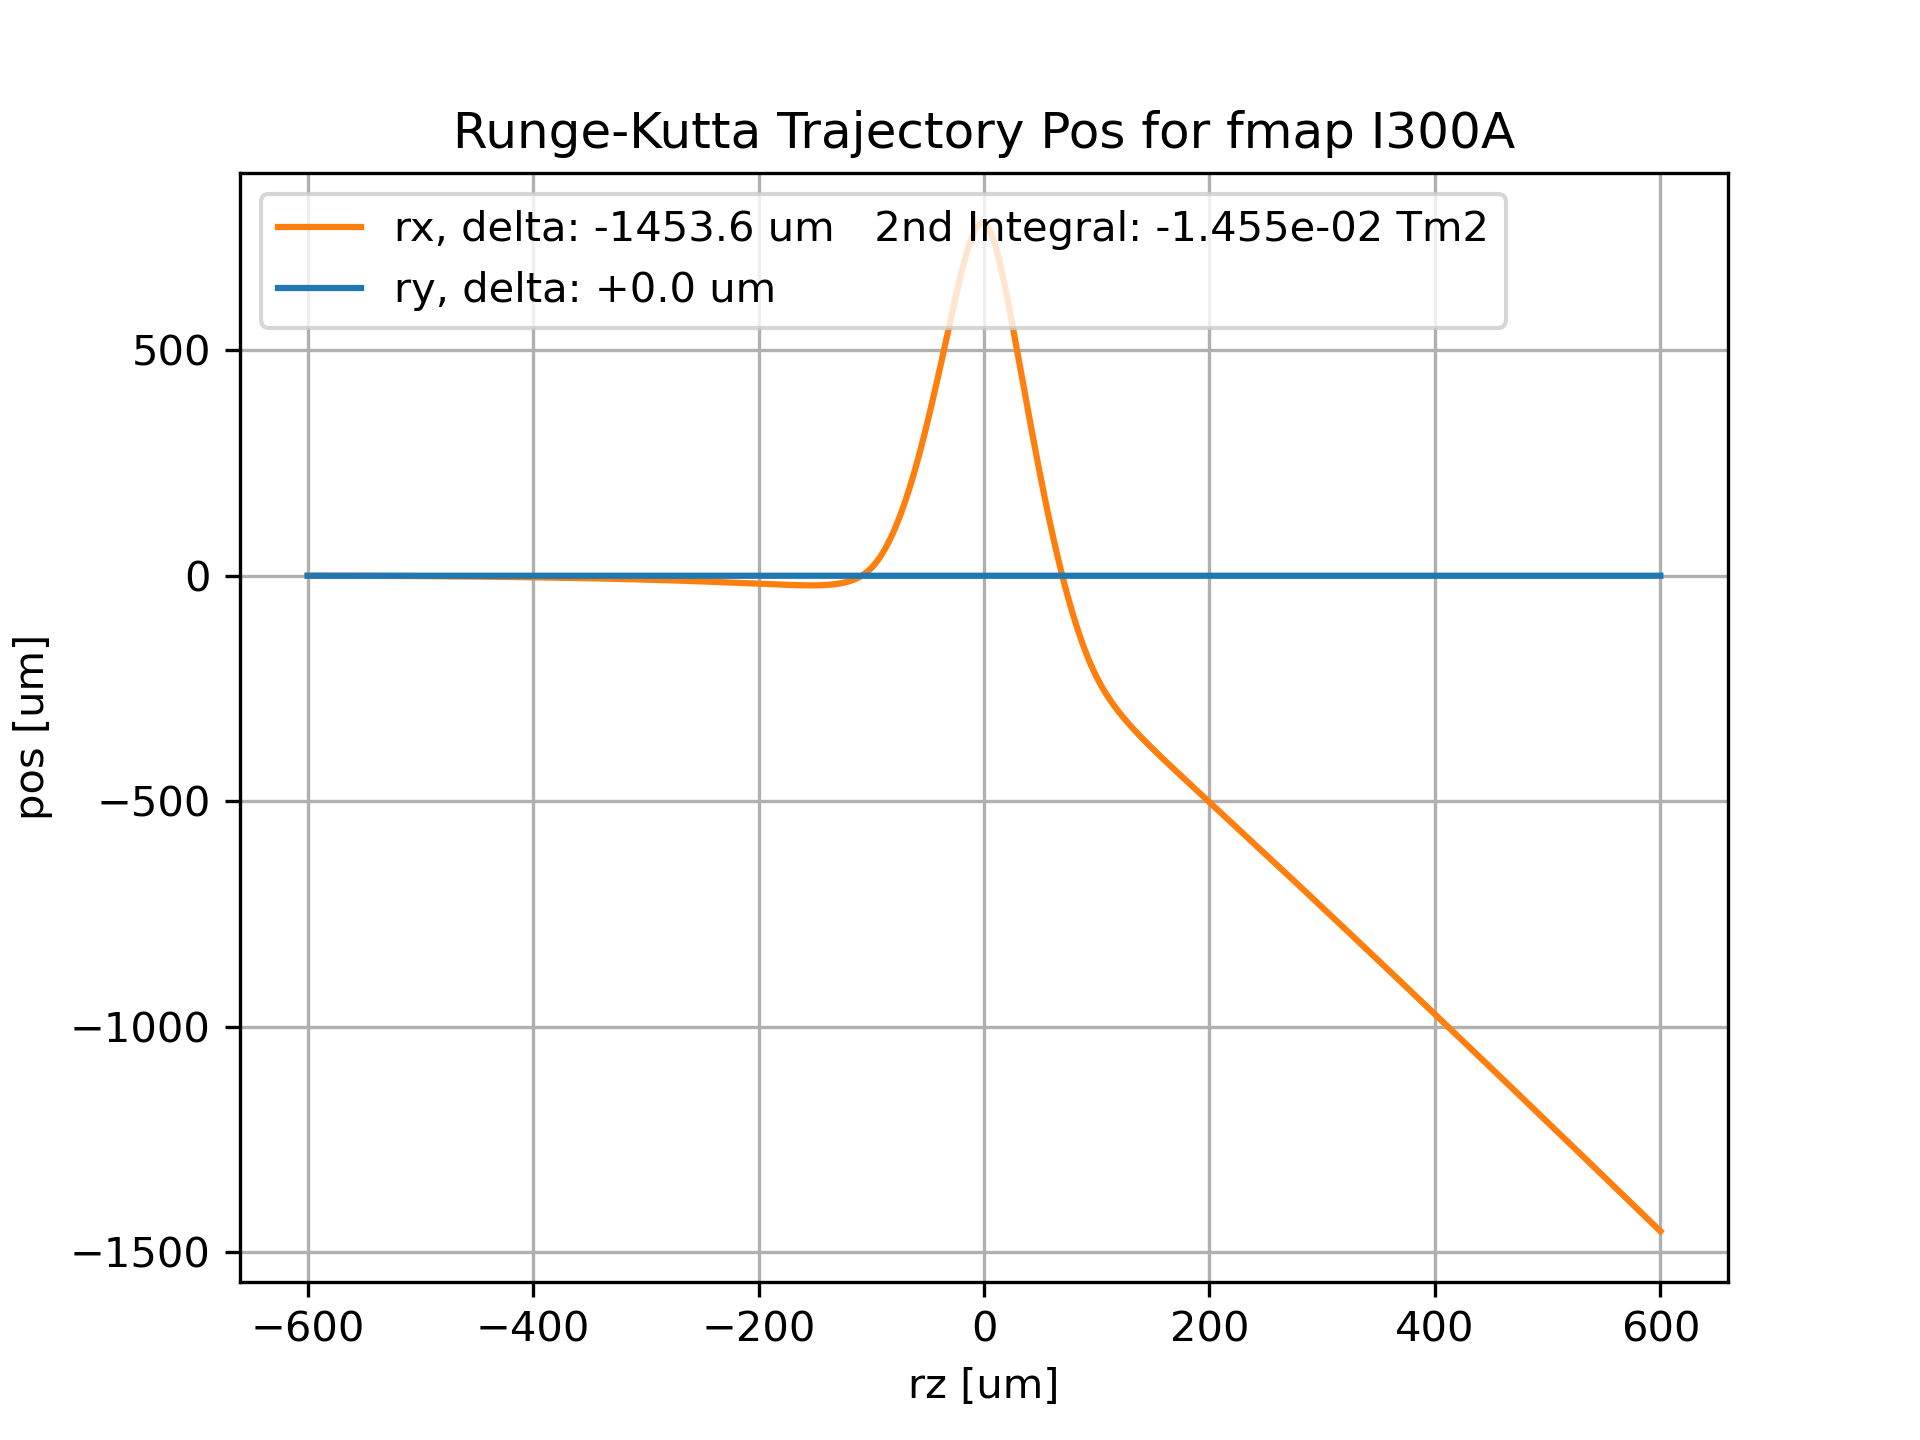 Runge-Kutta Trajectory Pos for fmap I300A
rx, delta: -1453.6 um 2nd Integral: -1.455e-02 Tm2
ry, delta: +0.0 um
500
0
−500
−1000
−1500
pos [um]
−600 −400 −200 0 200 400 600
rz [um]